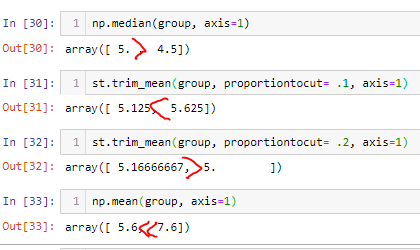 In [30]: 1 np.median(group, axis=1)
Out[30]: array([ 5. > 4.5])
In [31]: 1 st.trim_mean(group, proportiontocut= .1, axis=1)
Out[31]: array([ 5.125, < 5.625])
In [32]: 1 st.trim_mean(group, proportiontocut= .2, axis=1)
Out[32]: array([ 5.16666667, > 5. ])
In [33]: 1 np.mean(group, axis=1)
Out[33]: array([ 5.6, << 7.6])